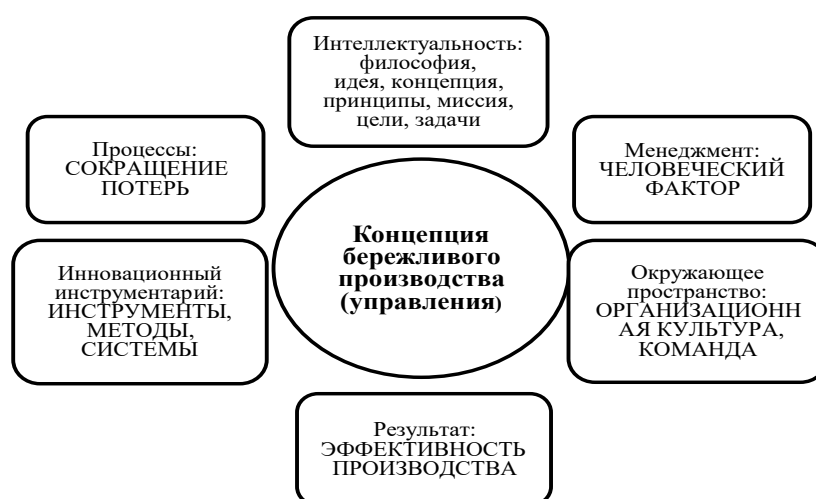 Интеллектуальность:
философия,
идея, концепция,
принципы, миссия,
цели, задачи
Процессы:
СОКРАЩЕНИЕ
ПОТЕРЬ
Менеджмент:
ЧЕЛОВЕЧЕСКИЙ
ФАКТОР
Концепция
бережливого
производства
(управления)
Инновационный
инструментарий:
ИНСТРУМЕНТЫ,
МЕТОДЫ,
СИСТЕМЫ
Окружающее
пространство:
ОРГАНИЗАЦИОНН
АЯ КУЛЬТУРА,
КОМАНДА
Результат:
ЭФФЕКТИВНОСТЬ
ПРОИЗВОДСТВА